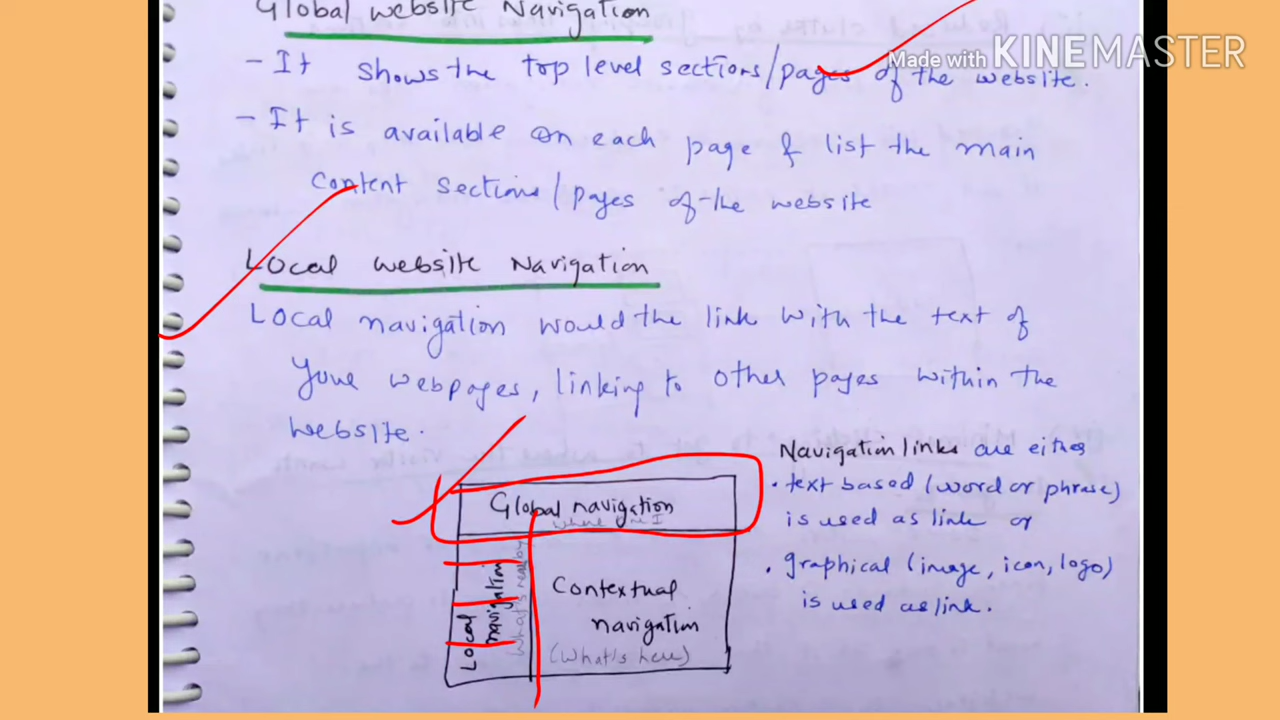 Global website Navigation
Made with KINEMASTER
- It shows the top level sections/pages of the website.
- It is available on each page & list the main
content sections/pages of the website
Local website Navigation
Local navigation would the link with the text of
your webpages, linking to other pages within the
website.
Navigation links are either
• text based (word or phrase)
is used as link or
• graphical (image, icon, logo)
is used as link.
Global navigation
Where am I
Local navigation
What's nearby
Contextual
navigation
(What's here)